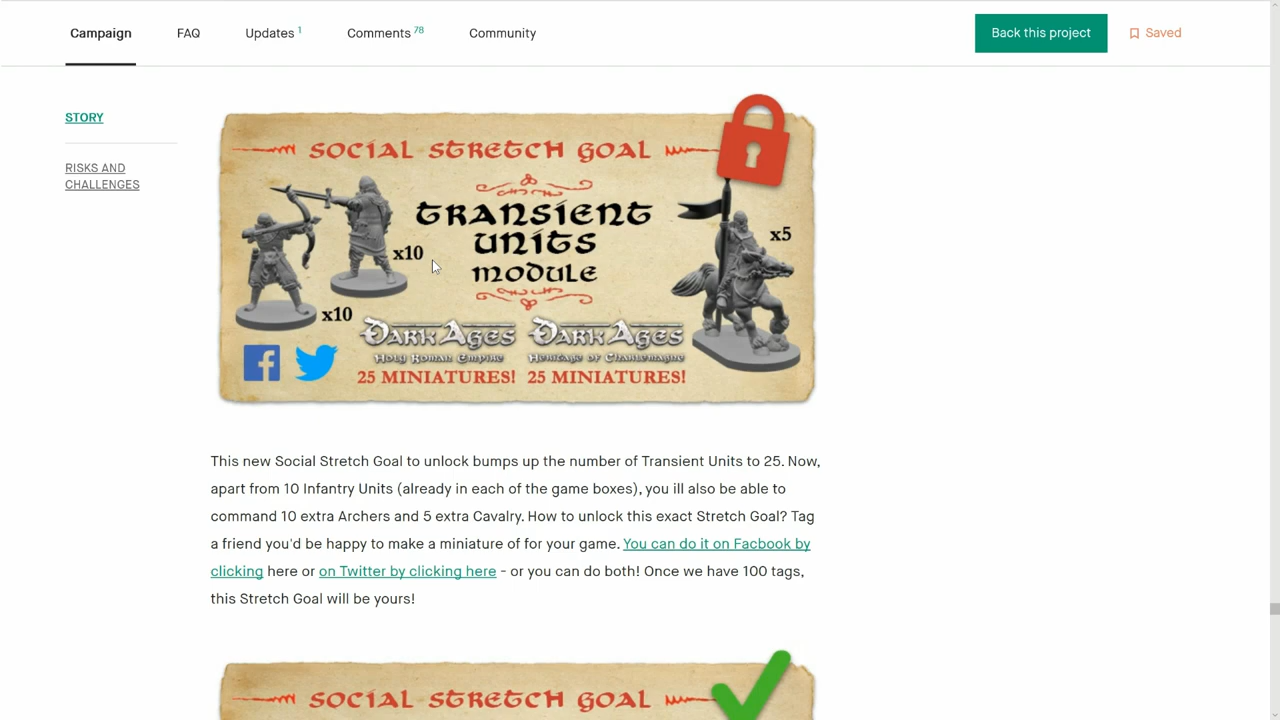 Campaign
FAQ
Updates 1
Comments 78
Community
Back this project
Saved
STORY
RISKS AND
CHALLENGES
SOCIAL STRETCH GOAL
TRANSIENT
UNITS
MODULE
x10
x10
x5
DARK AGES
HOLY ROMAN EMPIRE
25 MINIATURES!
DARK AGES
HERITAGE OF CHARLEMAGNE
25 MINIATURES!
This new Social Stretch Goal to unlock bumps up the number of Transient Units to 25. Now,
apart from 10 Infantry Units (already in each of the game boxes), you ill also be able to
command 10 extra Archers and 5 extra Cavalry. How to unlock this exact Stretch Goal? Tag
a friend you'd be happy to make a miniature of for your game. You can do it on Facbook by
clicking here or on Twitter by clicking here - or you can do both! Once we have 100 tags,
this Stretch Goal will be yours!
SOCIAL STRETCH GOAL